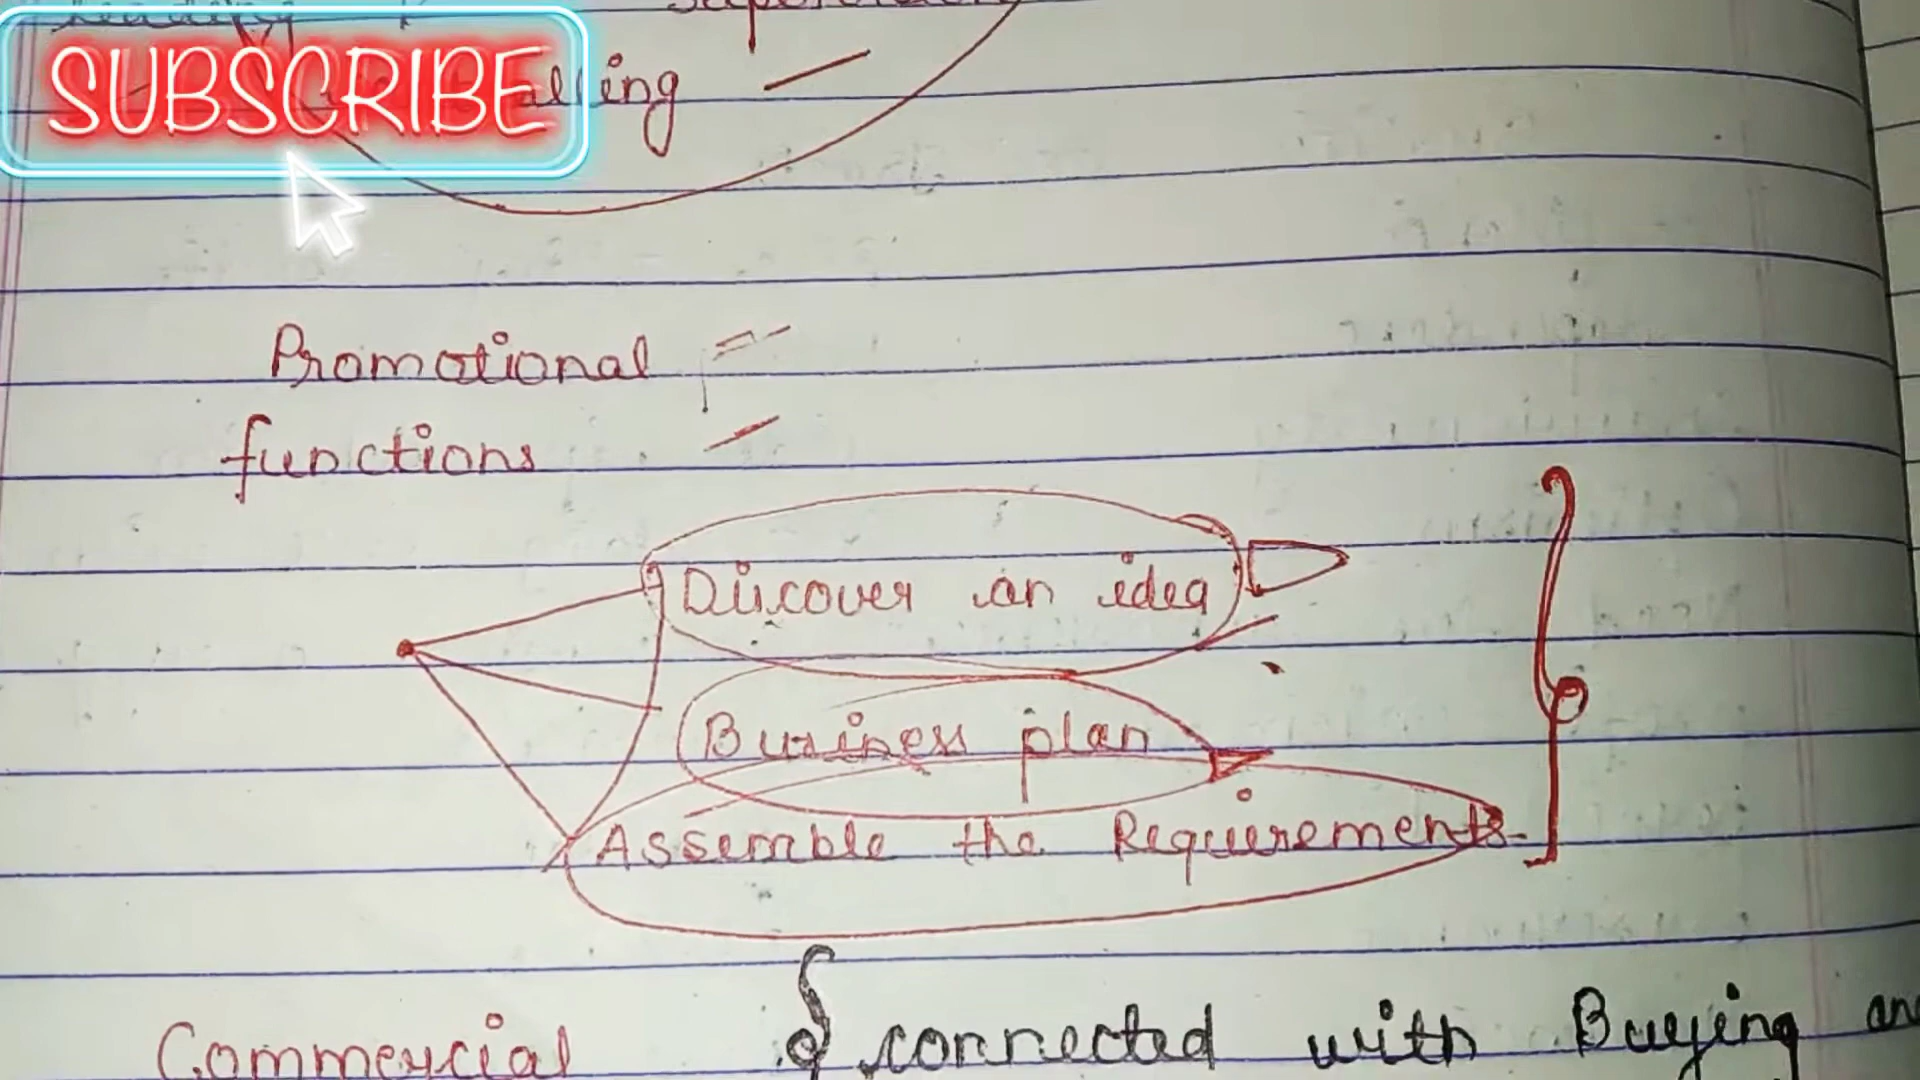 SUBSCRIBE
Promotional
functions
Discover an idea
Business plan
Assemble the Requirements
Commercial connected with Buying